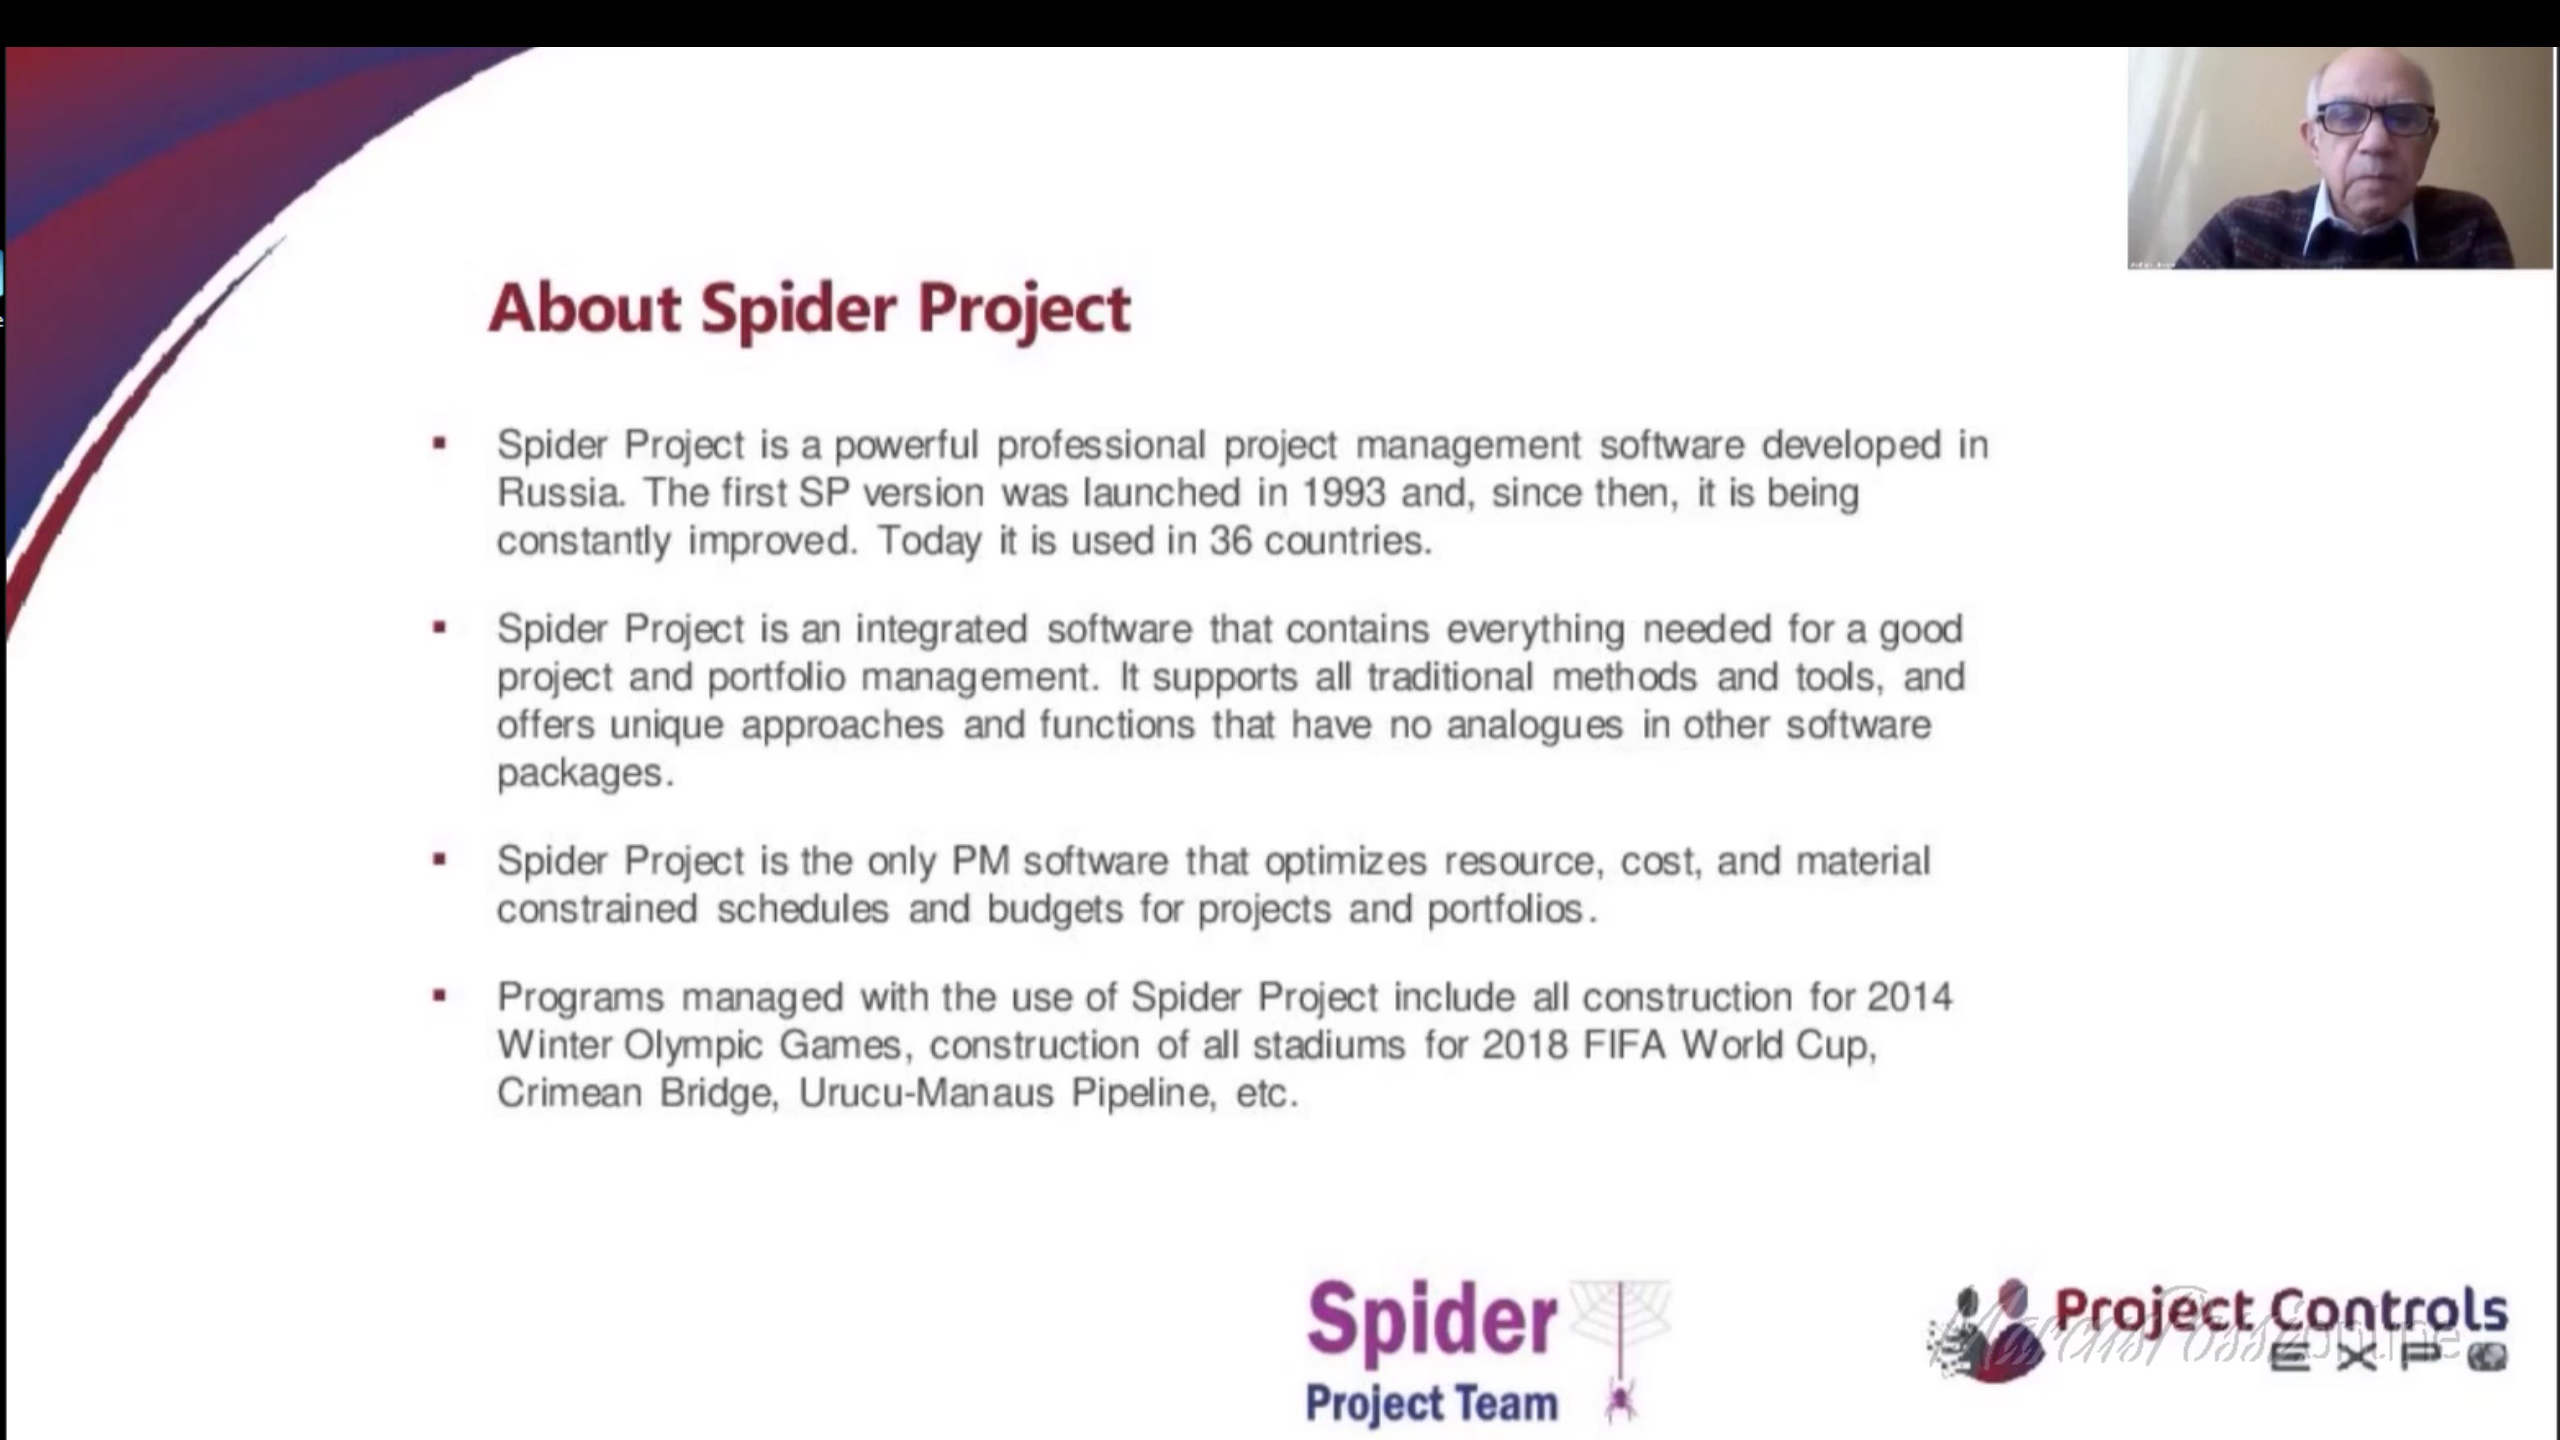 About Spider Project
▪ Spider Project is a powerful professional project management software developed in
Russia. The first SP version was launched in 1993 and, since then, it is being
constantly improved. Today it is used in 36 countries.
▪ Spider Project is an integrated software that contains everything needed for a good
project and portfolio management. It supports all traditional methods and tools, and
offers unique approaches and functions that have no analogues in other software
packages.
▪ Spider Project is the only PM software that optimizes resource, cost, and material
constrained schedules and budgets for projects and portfolios.
▪ Programs managed with the use of Spider Project include all construction for 2014
Winter Olympic Games, construction of all stadiums for 2018 FIFA World Cup,
Crimean Bridge, Urucu-Manaus Pipeline, etc.
Spider
Project Team
Project Controls
EXPO